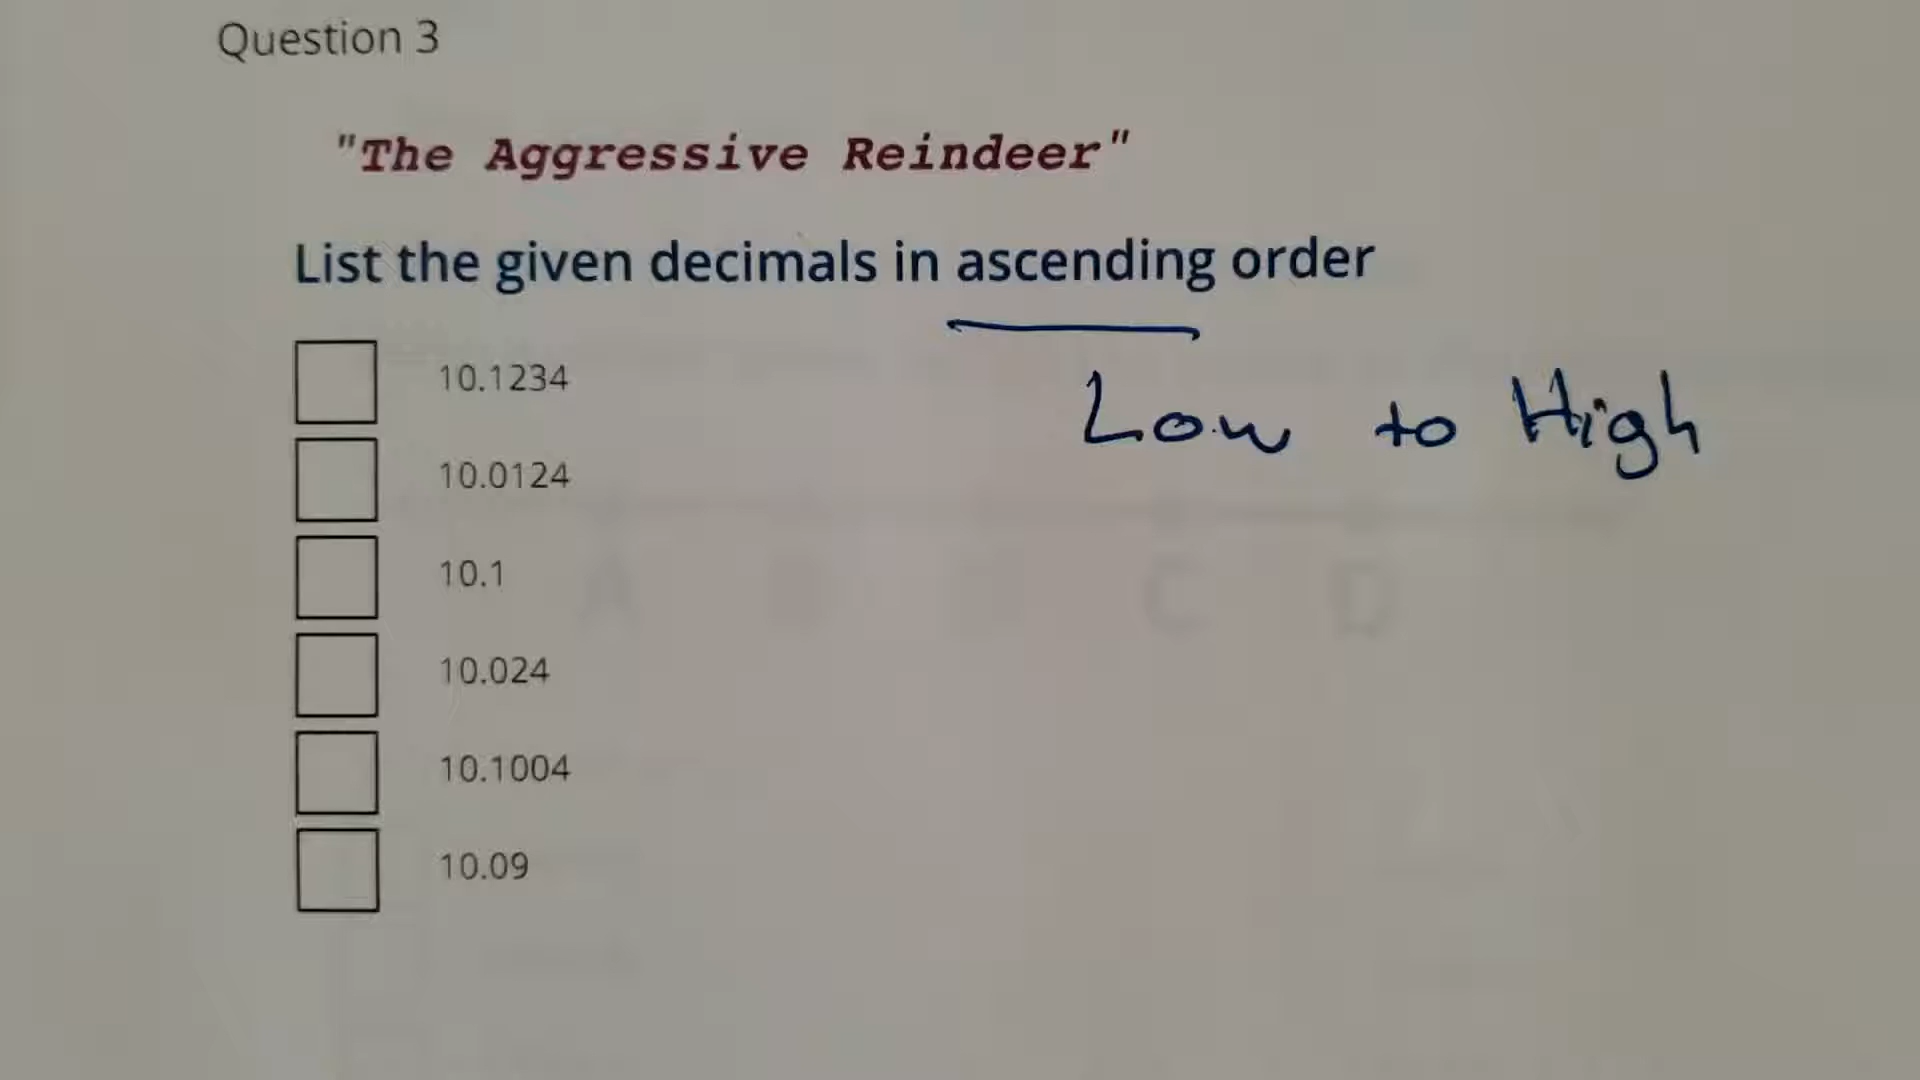 Question 3
"The Aggressive Reindeer"
List the given decimals in ascending order
10.1234
Low to High
10.0124
10.1
10.024
10.1004
10.09